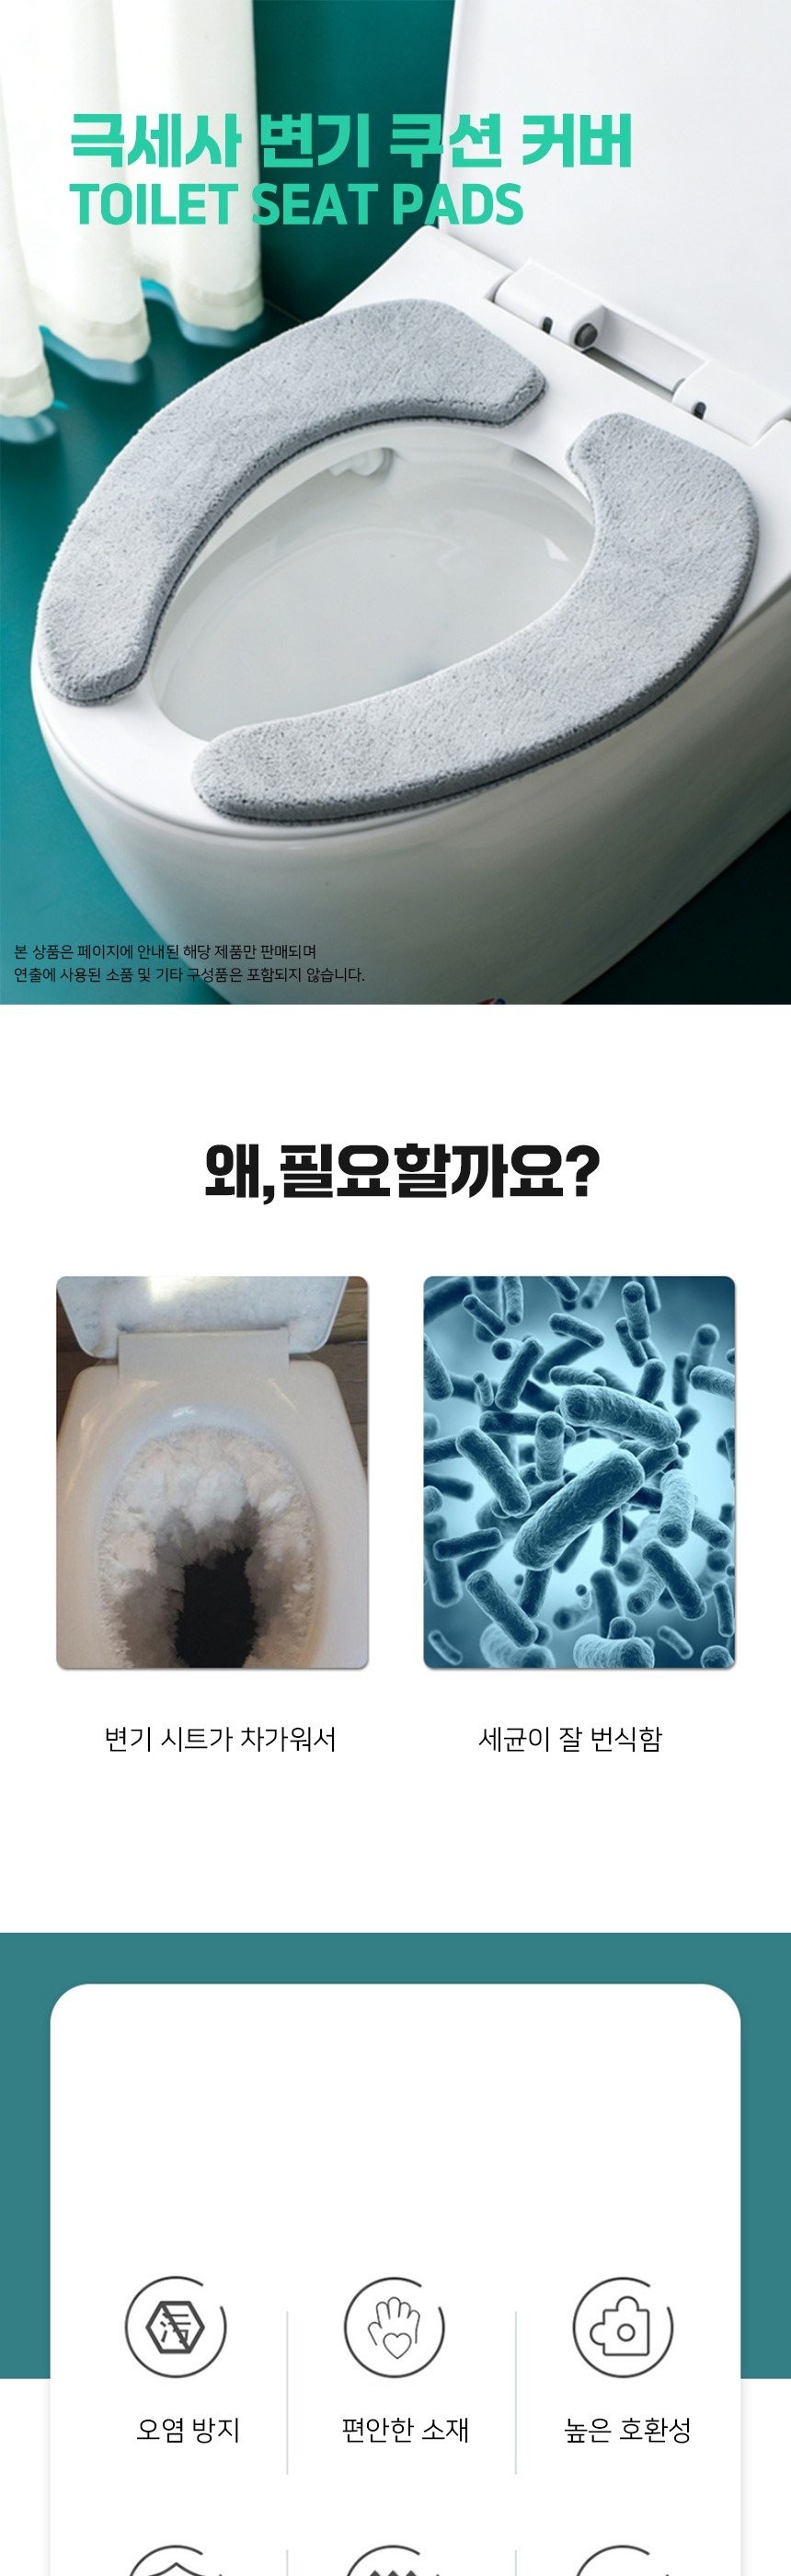 극세사 변기 쿠션 커버
TOILET SEAT PADS
본 상품은 페이지에 안내된 해당 제품만 판매되며
연출에 사용된 소품 및 기타 구성품은 포함되지 않습니다.
왜,필요할까요?
변기 시트가 차가워서
세균이 잘 번식함
污
오염 방지
편안한 소재
높은 호환성